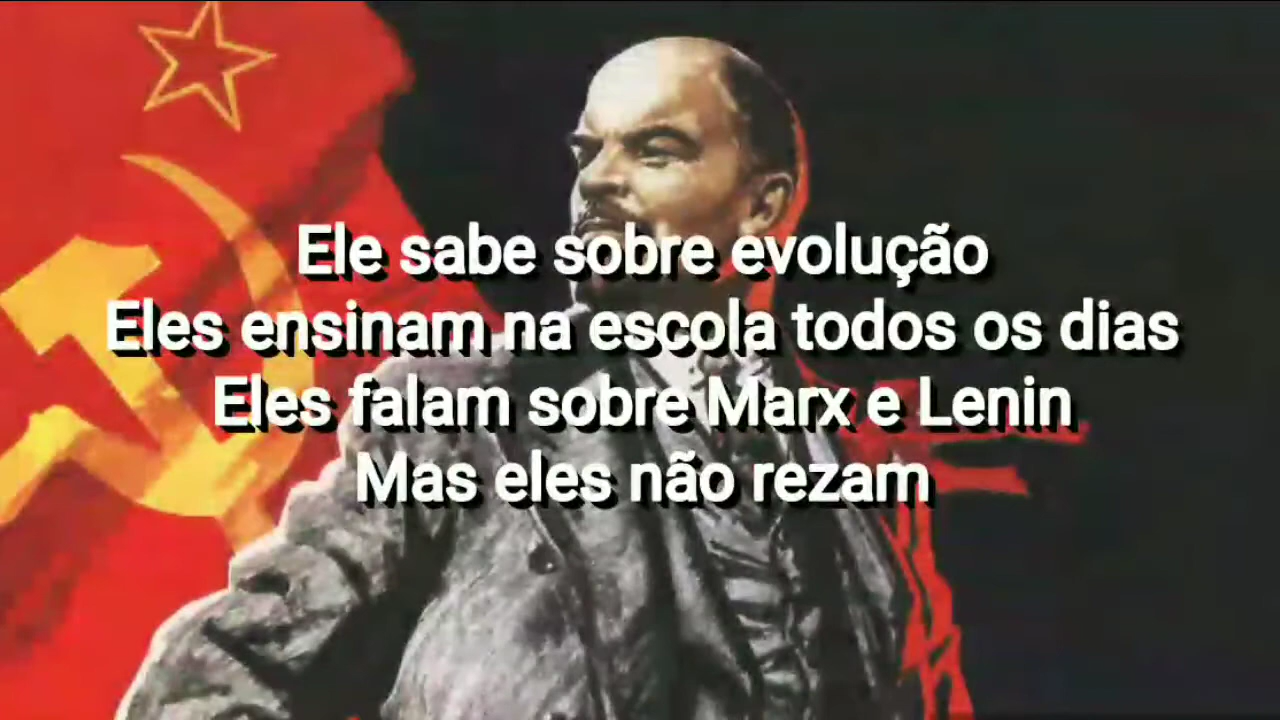 Ele sabe sobre evolução
Eles ensinam na escola todos os dias
Eles falam sobre Marx e Lenin
Mas eles não rezam